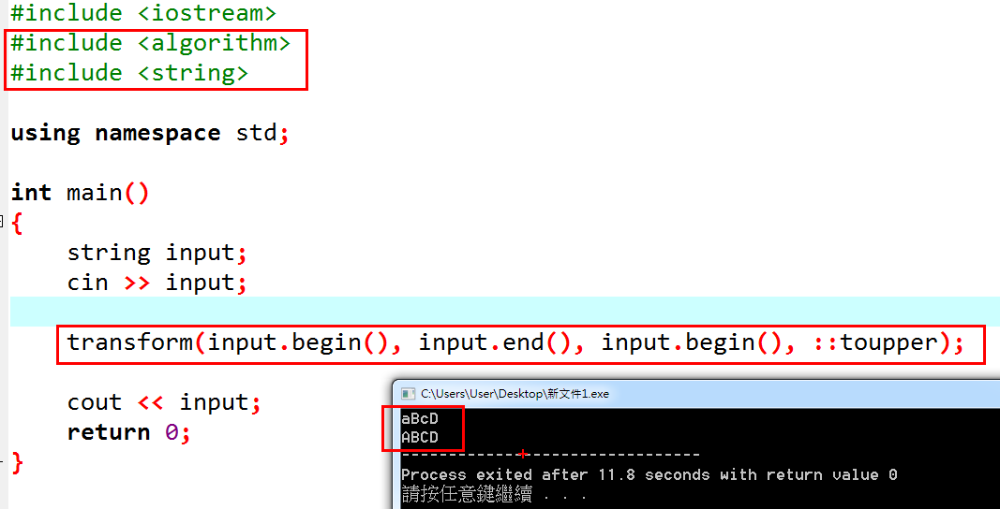 #include <iostream>
#include <algorithm>
#include <string>
using namespace std;
int main()
{
string input;
cin >> input;
transform(input.begin(), input.end(), input.begin(), ::toupper);
cout << input;
return 0;
}
C:\Users\User\Desktop\新文件1.exe
aBcD
ABCD
--------------------------------
Process exited after 11.8 seconds with return value 0
請按任意鍵繼續 . . .